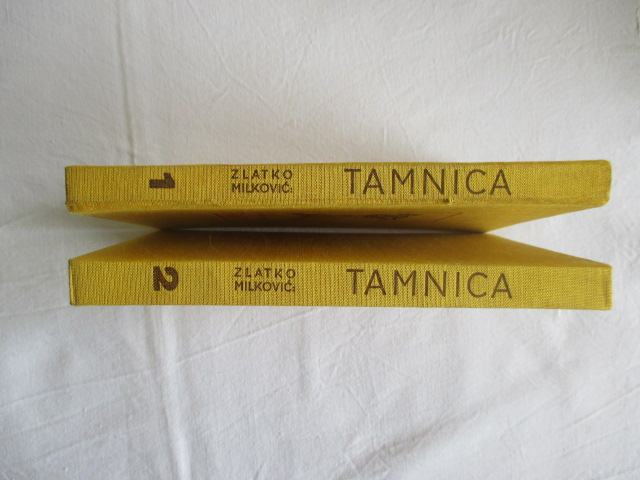 1
ZLATKO
MILKOVIĆ:
TAMNICA
2
ZLATKO
MILKOVIĆ:
TAMNICA